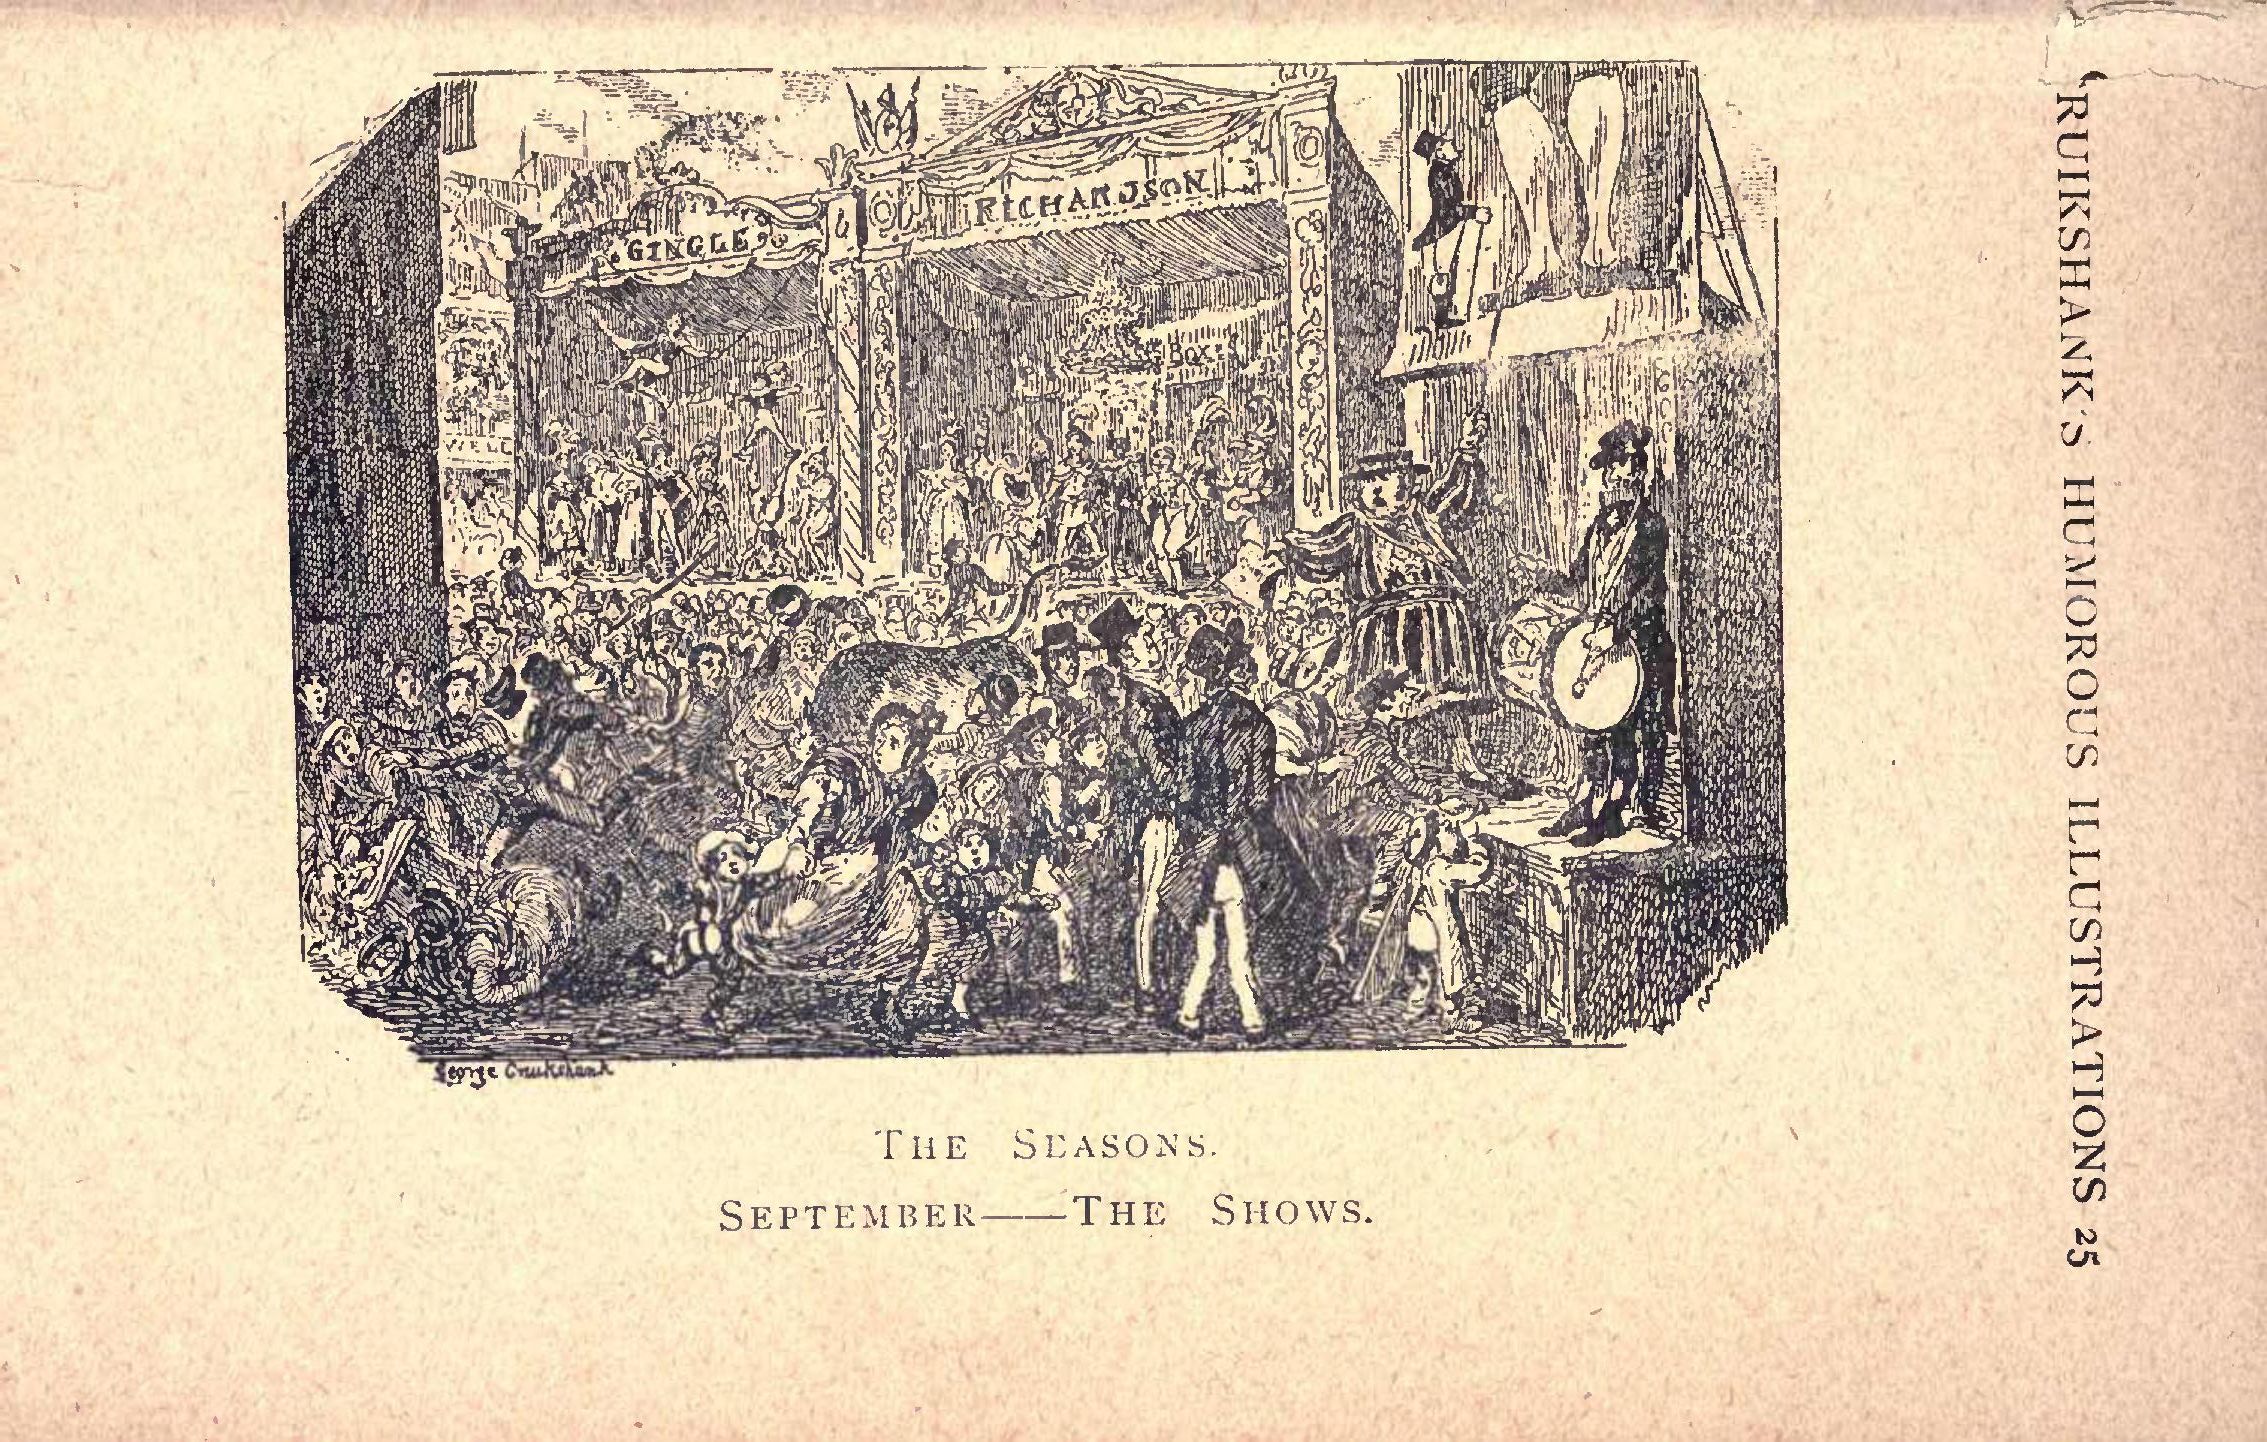 RUIKSHANK'S HUMOROUS ILLUSTRATIONS 25
GINGLE
RICHARDSON
BOX
George Cruikshank
THE SEASONS.
SEPTEMBER——THE SHOWS.